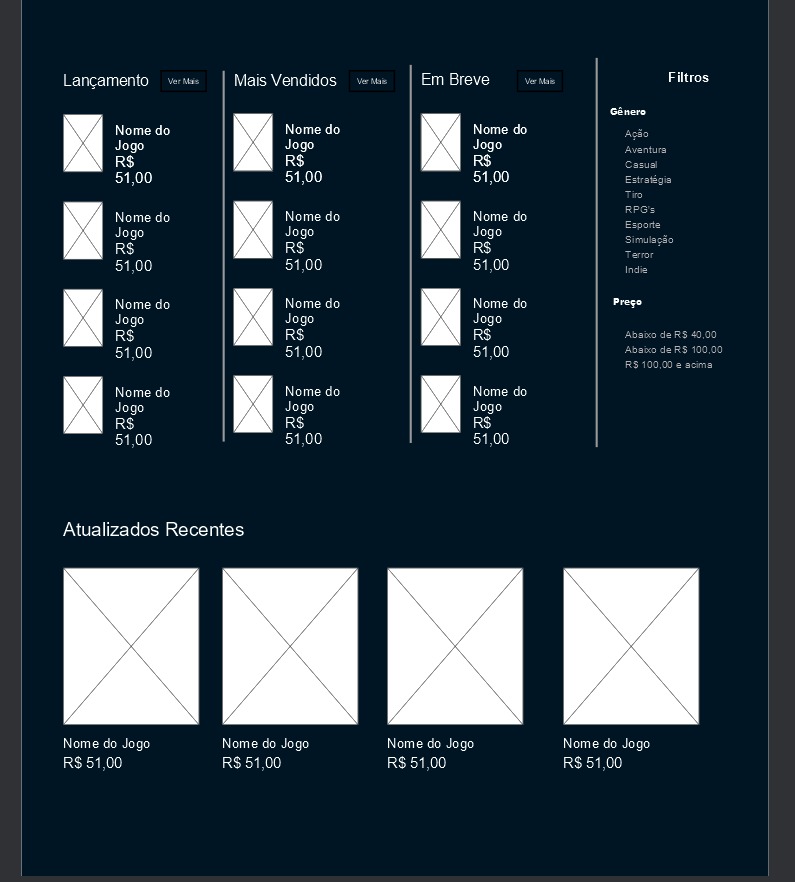 Lançamento
Ver Mais
Nome do
Jogo
R$
51,00
Nome do
Jogo
R$
51,00
Nome do
Jogo
R$
51,00
Nome do
Jogo
R$
51,00
Mais Vendidos
Ver Mais
Nome do
Jogo
R$
51,00
Nome do
Jogo
R$
51,00
Nome do
Jogo
R$
51,00
Nome do
Jogo
R$
51,00
Em Breve
Ver Mais
Nome do
Jogo
R$
51,00
Nome do
Jogo
R$
51,00
Nome do
Jogo
R$
51,00
Nome do
Jogo
R$
51,00
Filtros
Gênero
Ação
Aventura
Casual
Estratégia
Tiro
RPG's
Esporte
Simulação
Terror
Indie
Preço
Abaixo de R$ 40,00
Abaixo de R$ 100,00
R$ 100,00 e acima
Atualizados Recentes
Nome do Jogo
R$ 51,00
Nome do Jogo
R$ 51,00
Nome do Jogo
R$ 51,00
Nome do Jogo
R$ 51,00